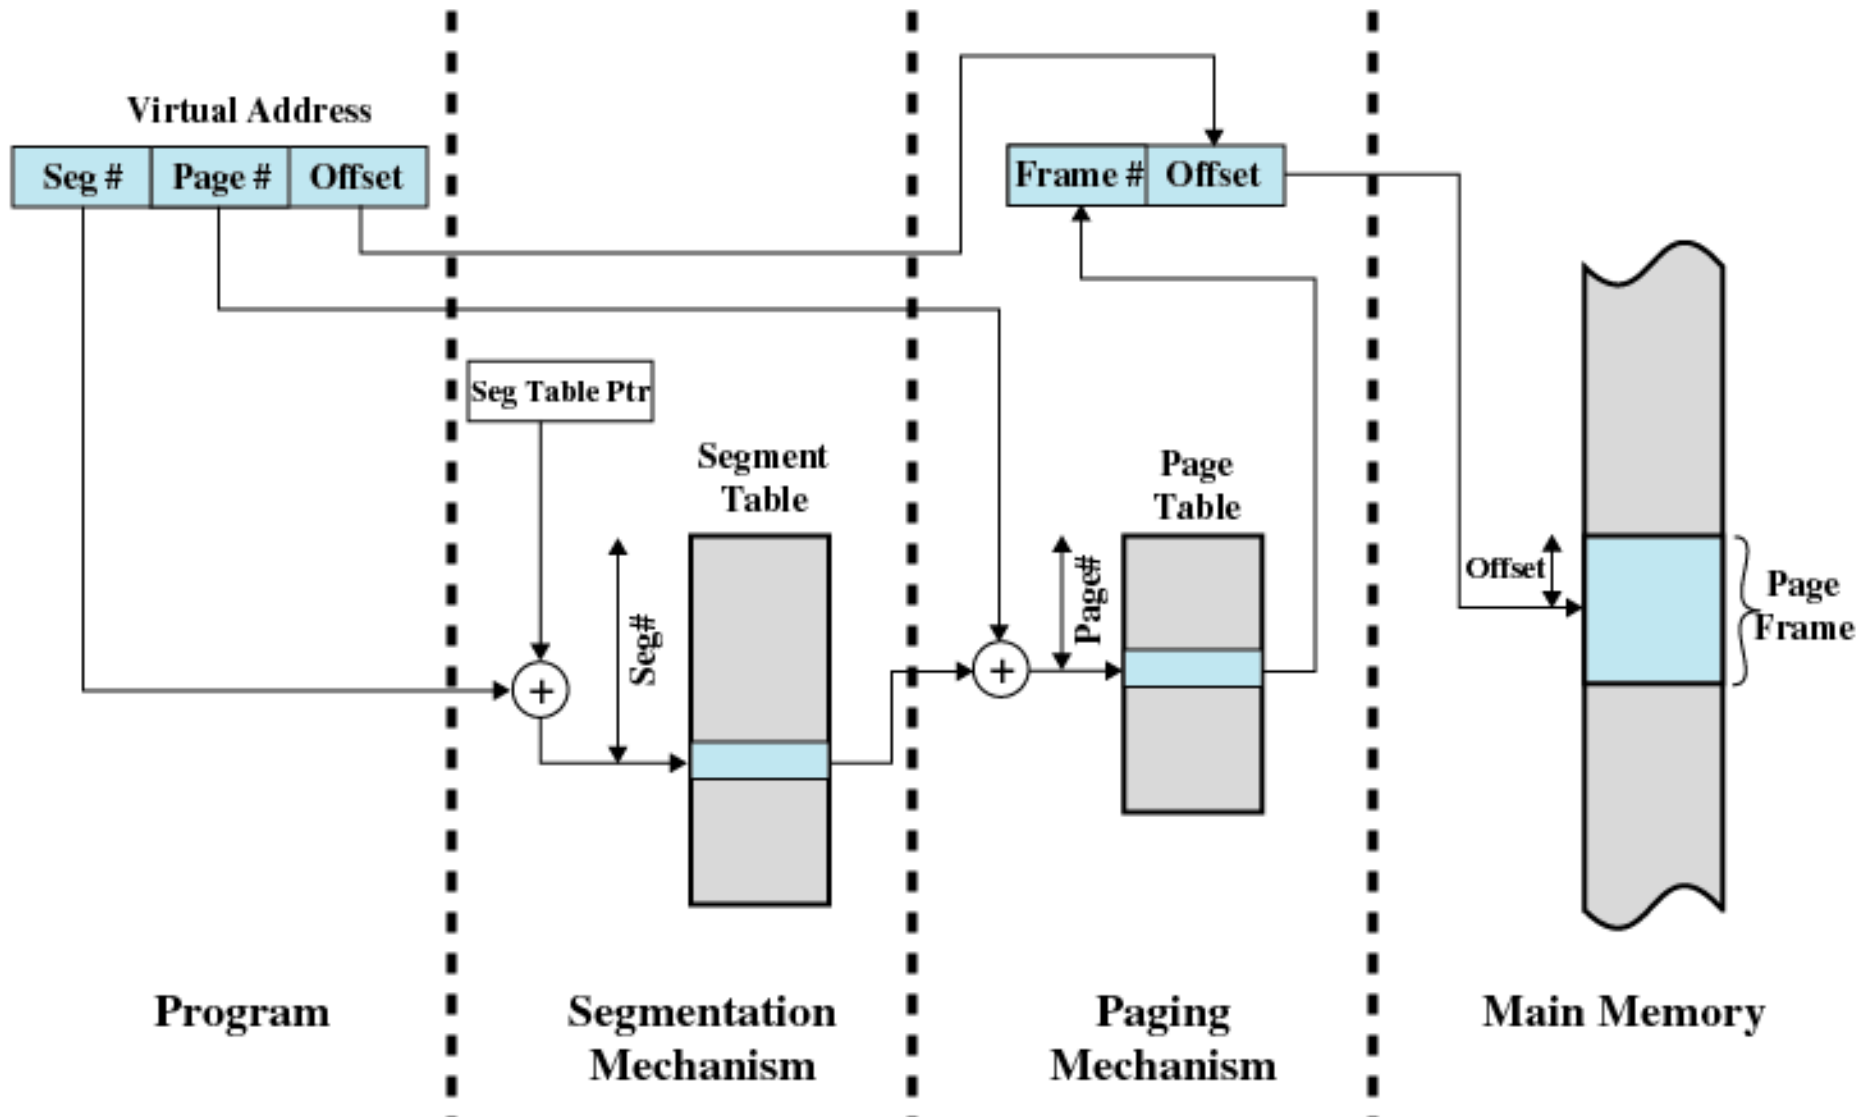 Virtual Address
Seg # Page # Offset
Frame # Offset
Seg Table Ptr
Segment
Table
Page
Table
Seg#
Page#
+
+
Offset
Page
Frame
Program
Segmentation
Mechanism
Paging
Mechanism
Main Memory